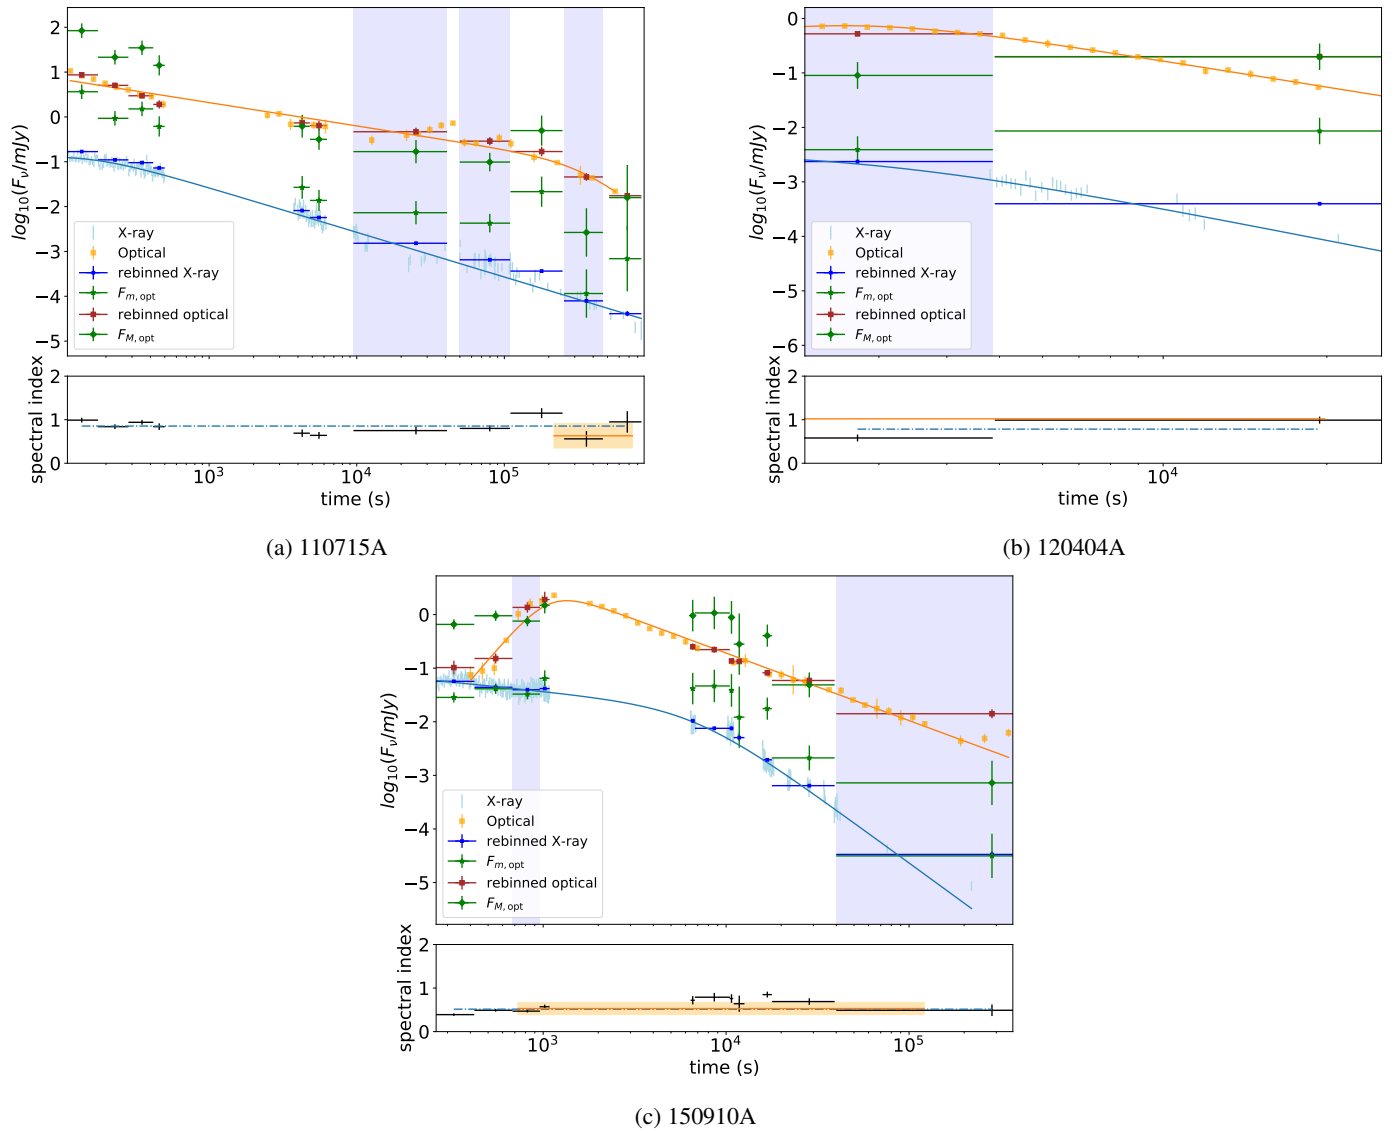 2
1
0
−1
−2
−3
−4
−5
log₁₀(Fν/mJy)
X-ray
Optical
rebinned X-ray
Fm, opt
rebinned optical
FM, opt
2
1
0
spectral index
10³
10⁴
10⁵
time (s)
(a) 110715A
0
−1
−2
−3
−4
−5
−6
log₁₀(Fν/mJy)
X-ray
Optical
rebinned X-ray
Fm, opt
rebinned optical
FM, opt
2
1
0
spectral index
10⁴
time (s)
(b) 120404A
0
−1
−2
−3
−4
−5
log₁₀(Fν/mJy)
X-ray
Optical
rebinned X-ray
Fm, opt
rebinned optical
FM, opt
2
1
0
spectral index
10³
10⁴
10⁵
time (s)
(c) 150910A